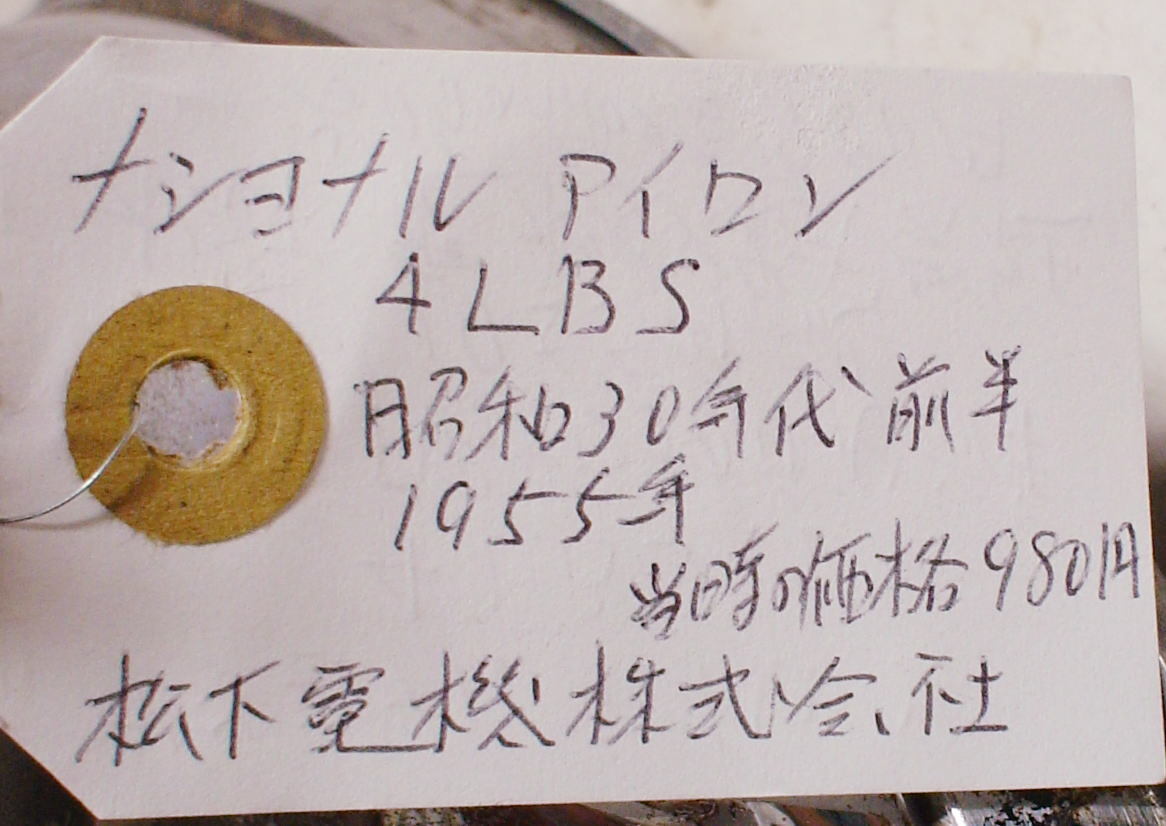 ナショナル アイロン
4LBS
昭和30年代前半
1955年
当時の価格980円
松下電機株式会社